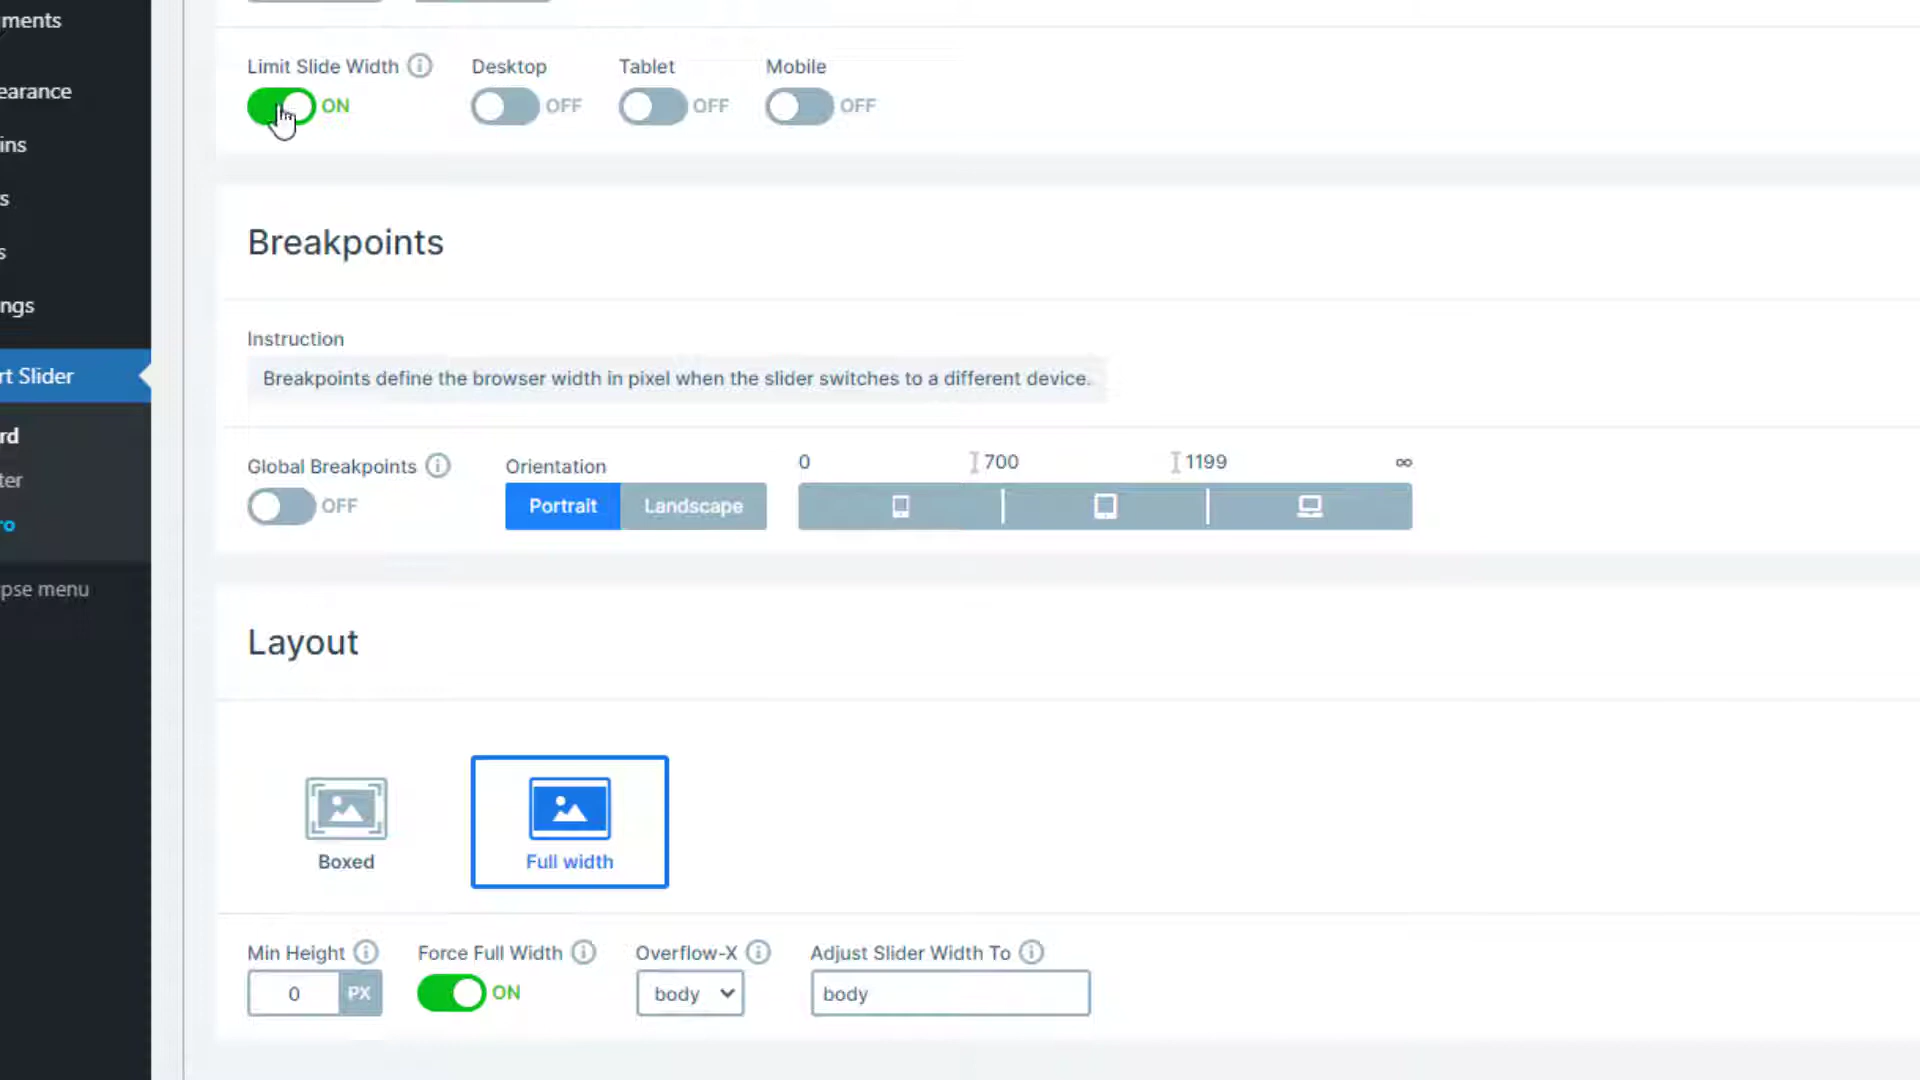 ments
earance
ins
s
s
ngs
rt Slider
rd
ter
ro
pse menu
Limit Slide Width Desktop Tablet Mobile
ON OFF OFF OFF
Breakpoints
Instruction
Breakpoints define the browser width in pixel when the slider switches to a different device.
Global Breakpoints Orientation 0 700 1199 ∞
OFF Portrait Landscape
Layout
Boxed Full width
Min Height Force Full Width Overflow-X Adjust Slider Width To
0 PX ON body body